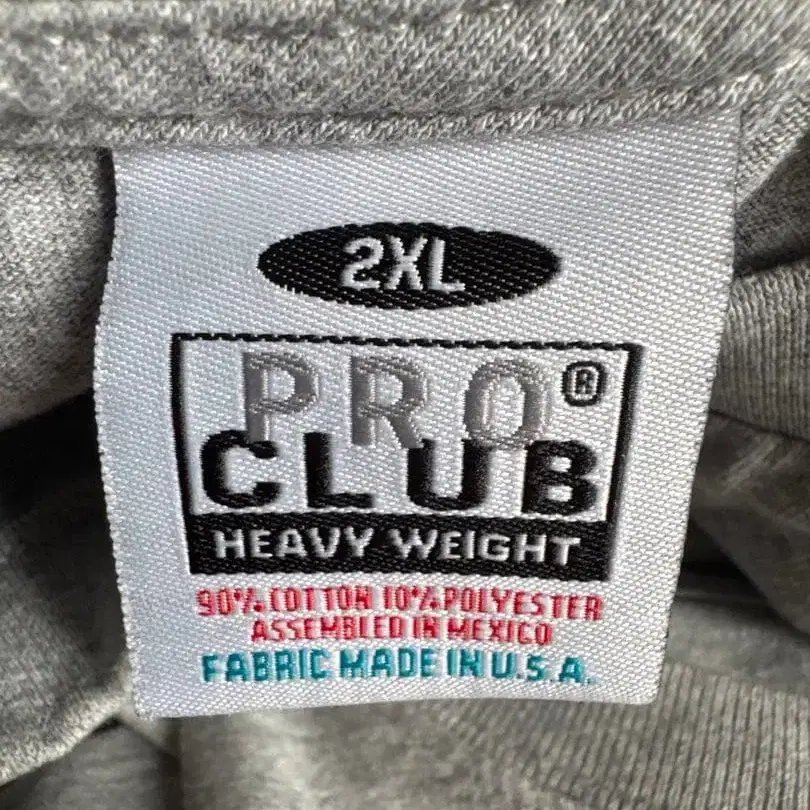 2XL
PRO®
CLUB
HEAVY WEIGHT
90% COTTON 10% POLYESTER
ASSEMBLED IN MEXICO
FABRIC MADE IN U.S.A.